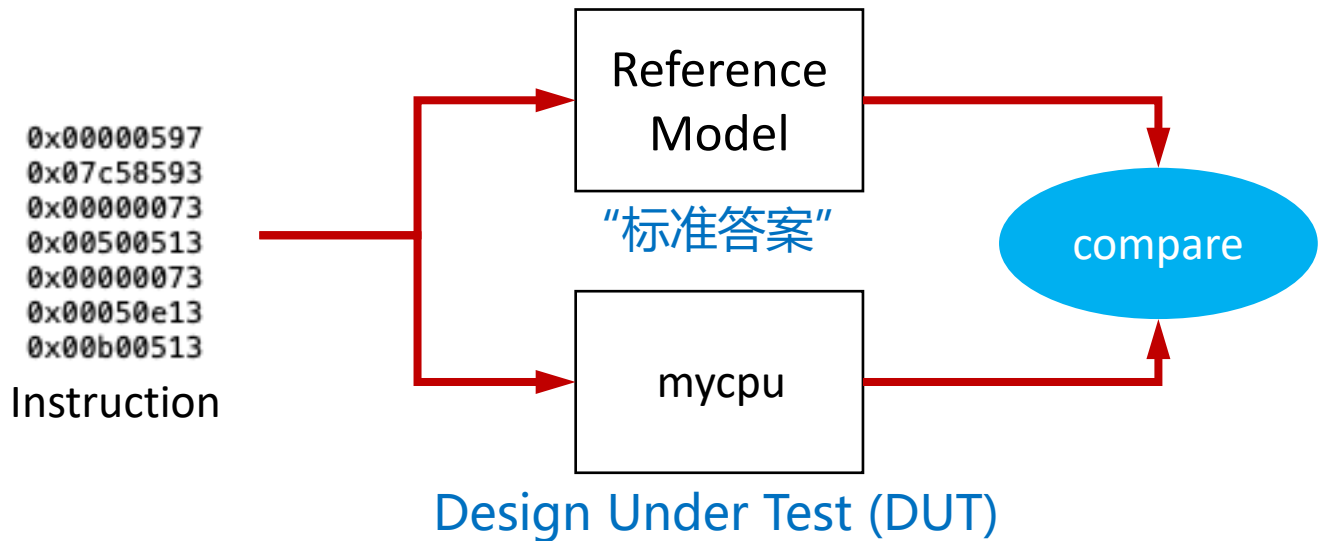 0x00000597
0x07c58593
0x00000073
0x00500513
0x00000073
0x00050e13
0x00b00513
Instruction
Reference
Model
“标准答案”
mycpu
Design Under Test (DUT)
compare